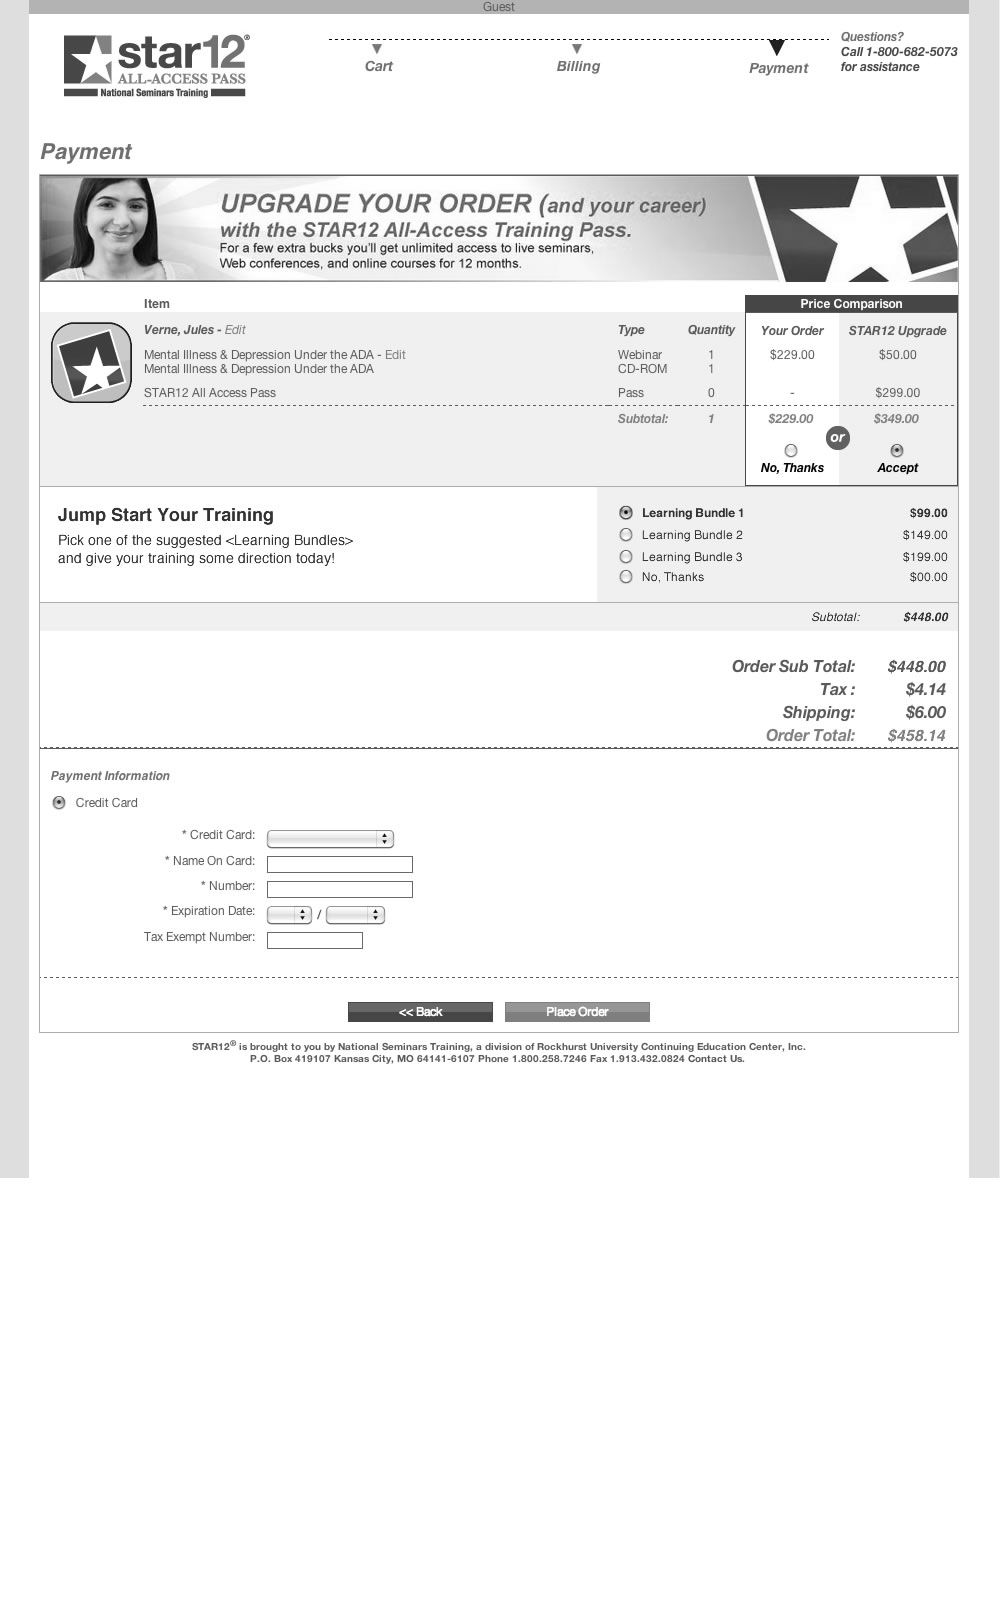 Guest
star12®
ALL-ACCESS PASS
National Seminars Training
Cart
Billing
Payment
Questions?
Call 1-800-682-5073
for assistance
Payment
UPGRADE YOUR ORDER (and your career)
with the STAR12 All-Access Training Pass.
For a few extra bucks you'll get unlimited access to live seminars,
Web conferences, and online courses for 12 months.
Item Price Comparison
Verne, Jules - Edit Type Quantity Your Order STAR12 Upgrade
Mental Illness & Depression Under the ADA - Edit Webinar 1 $229.00 $50.00
Mental Illness & Depression Under the ADA CD-ROM 1
STAR12 All Access Pass Pass 0 - $299.00
Subtotal: 1 $229.00 $349.00
or
No, Thanks Accept
Jump Start Your Training
Pick one of the suggested <Learning Bundles>
and give your training some direction today!
Learning Bundle 1 $99.00
Learning Bundle 2 $149.00
Learning Bundle 3 $199.00
No, Thanks $00.00
Subtotal: $448.00
Order Sub Total: $448.00
Tax : $4.14
Shipping: $6.00
Order Total: $458.14
Payment Information
Credit Card
* Credit Card:
* Name On Card:
* Number:
* Expiration Date: /
Tax Exempt Number:
<< Back Place Order
STAR12® is brought to you by National Seminars Training, a division of Rockhurst University Continuing Education Center, Inc.
P.O. Box 419107 Kansas City, MO 64141-6107 Phone 1.800.258.7246 Fax 1.913.432.0824 Contact Us.